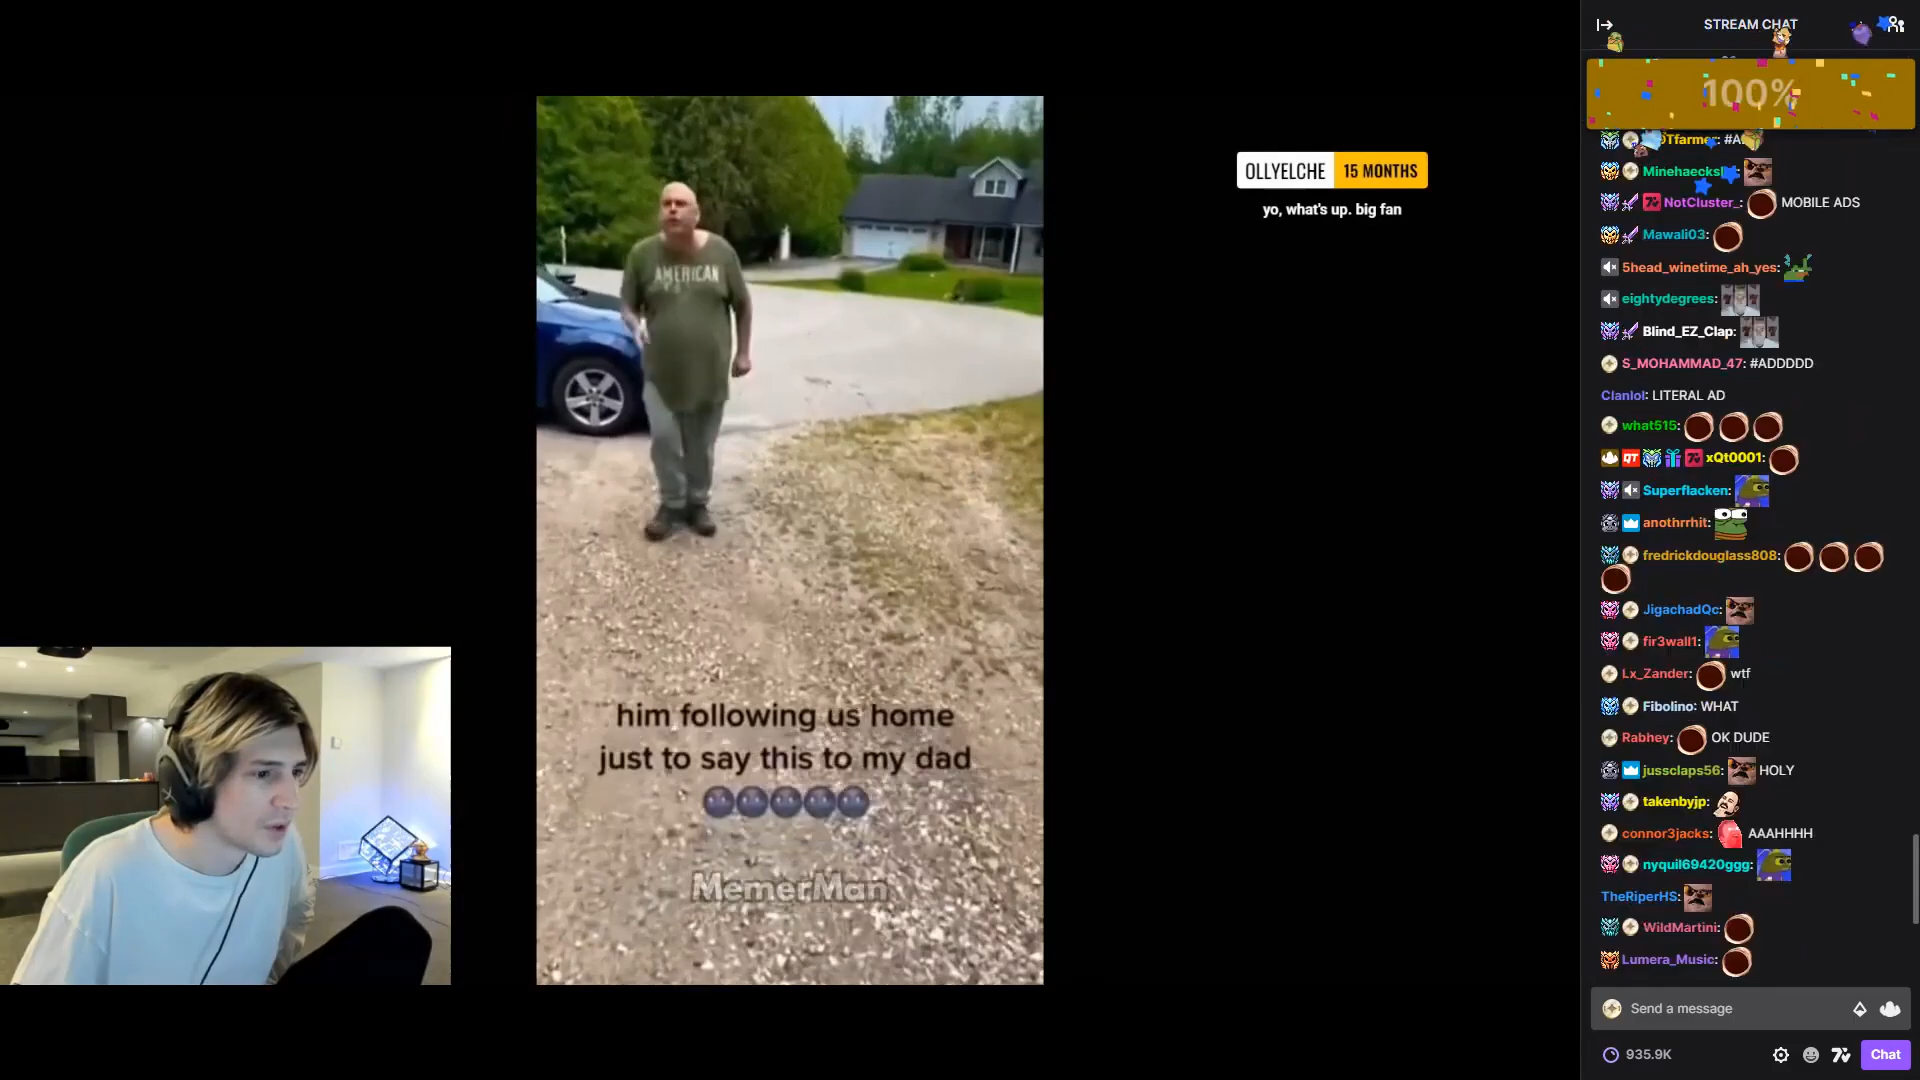 AMERICAN
him following us home
just to say this to my dad
MemerMan
OLLYELCHE 15 MONTHS
yo, what's up. big fan
STREAM CHAT
100%
Tfarmer: #A
Minehaecks
NotCluster_: MOBILE ADS
Mawali03:
5head_winetime_ah_yes:
eightydegrees:
Blind_EZ_Clap:
S_MOHAMMAD_47: #ADDDDD
Clanlol: LITERAL AD
what515:
QT xQt0001:
Superflacken:
anothrrhit:
fredrickdouglass808:
JigachadQc:
fir3wall1:
Lx_Zander: wtf
Fibolino: WHAT
Rabhey: OK DUDE
jussclaps56: HOLY
takenbyjp:
connor3jacks: AAAHHHH
nyquil69420ggg:
TheRiperHS:
WildMartini:
Lumera_Music:
Send a message
935.9K
Chat